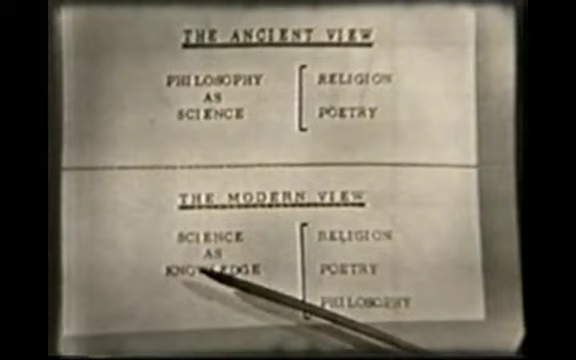 THE ANCIENT VIEW
PHILOSOPHY
AS
SCIENCE
RELIGION
POETRY
THE MODERN VIEW
SCIENCE
AS
KNOWLEDGE
RELIGION
POETRY
PHILOSOPHY